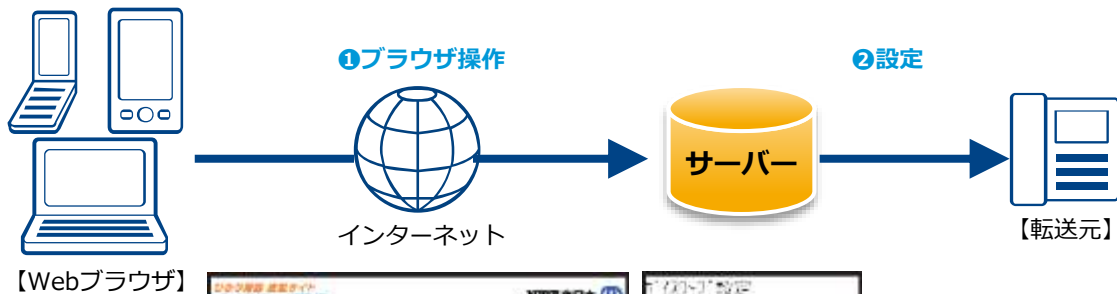 ❶ブラウザ操作
❷設定
サーバー
インターネット
【転送元】
【Webブラウザ】